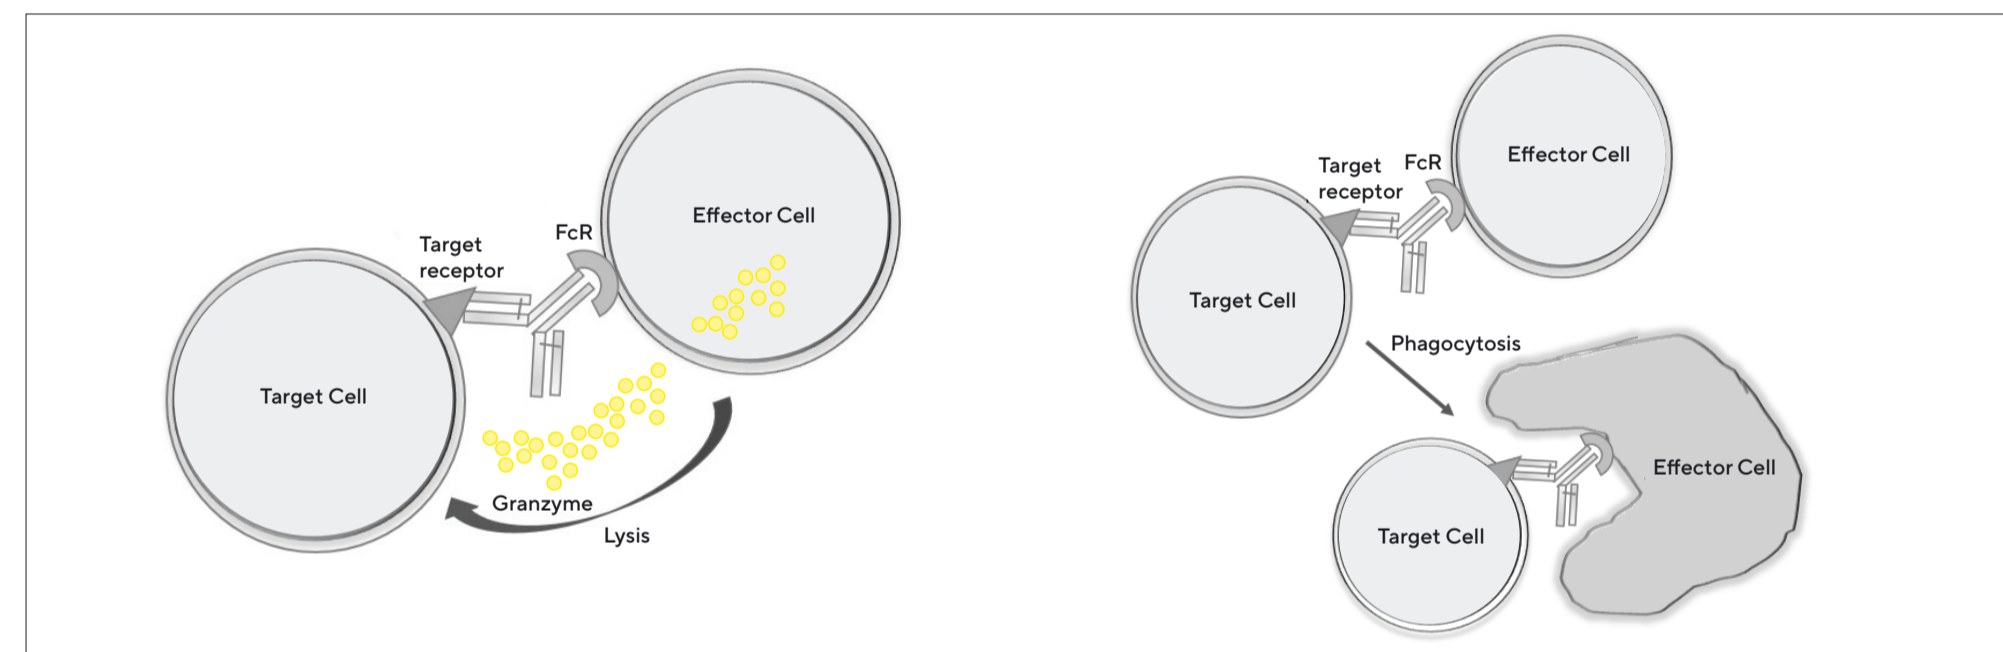 Target
receptor
FcR
Effector Cell
Target Cell
Granzyme
Lysis
Target
receptor
FcR
Effector Cell
Target Cell
Phagocytosis
Effector Cell
Target Cell